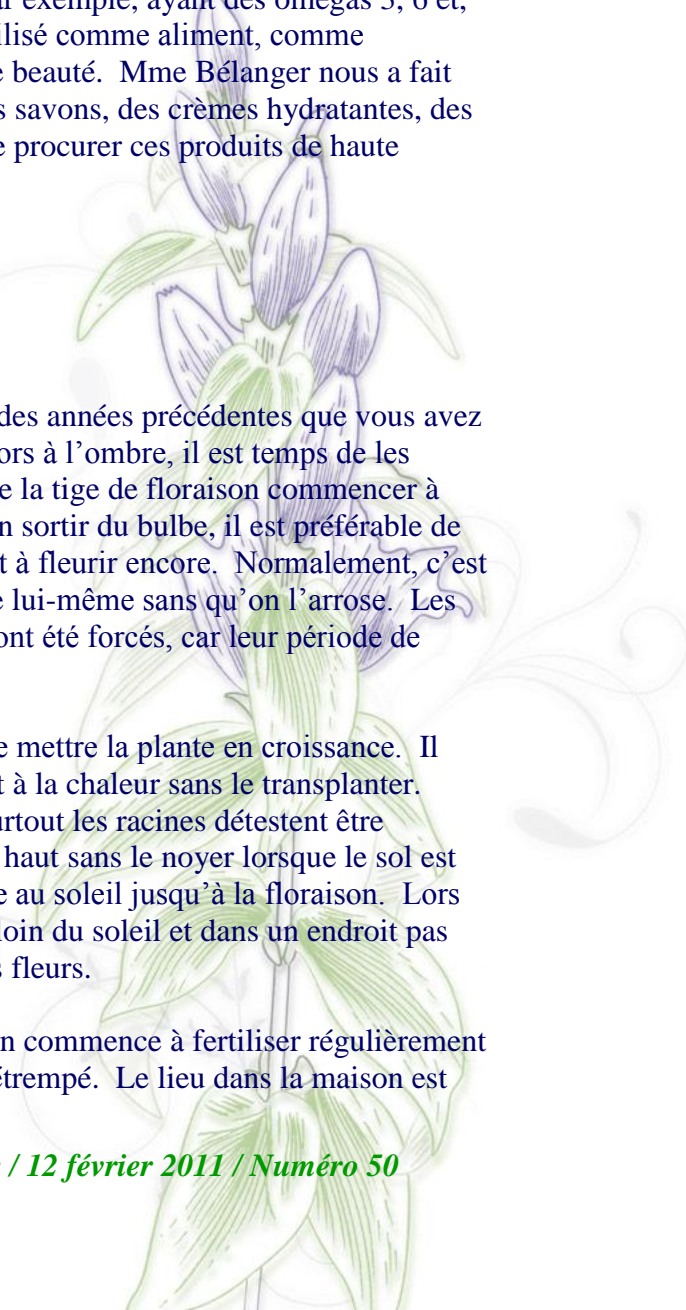 ar exemple, ayant des omégas 3, 6 et,
ilisé comme aliment, comme
e beauté. Mme Bélanger nous a fait
s savons, des crèmes hydratantes, des
e procurer ces produits de haute
des années précédentes que vous avez
ors à l’ombre, il est temps de les
e la tige de floraison commencer à
n sortir du bulbe, il est préférable de
t à fleurir encore. Normalement, c’est
e lui-même sans qu’on l’arrose. Les
ont été forcés, car leur période de
e mettre la plante en croissance. Il
t à la chaleur sans le transplanter.
urtout les racines détestent être
haut sans le noyer lorsque le sol est
e au soleil jusqu’à la floraison. Lors
loin du soleil et dans un endroit pas
s fleurs.
n commence à fertiliser régulièrement
étrempé. Le lieu dans la maison est
/ 12 février 2011 / Numéro 50